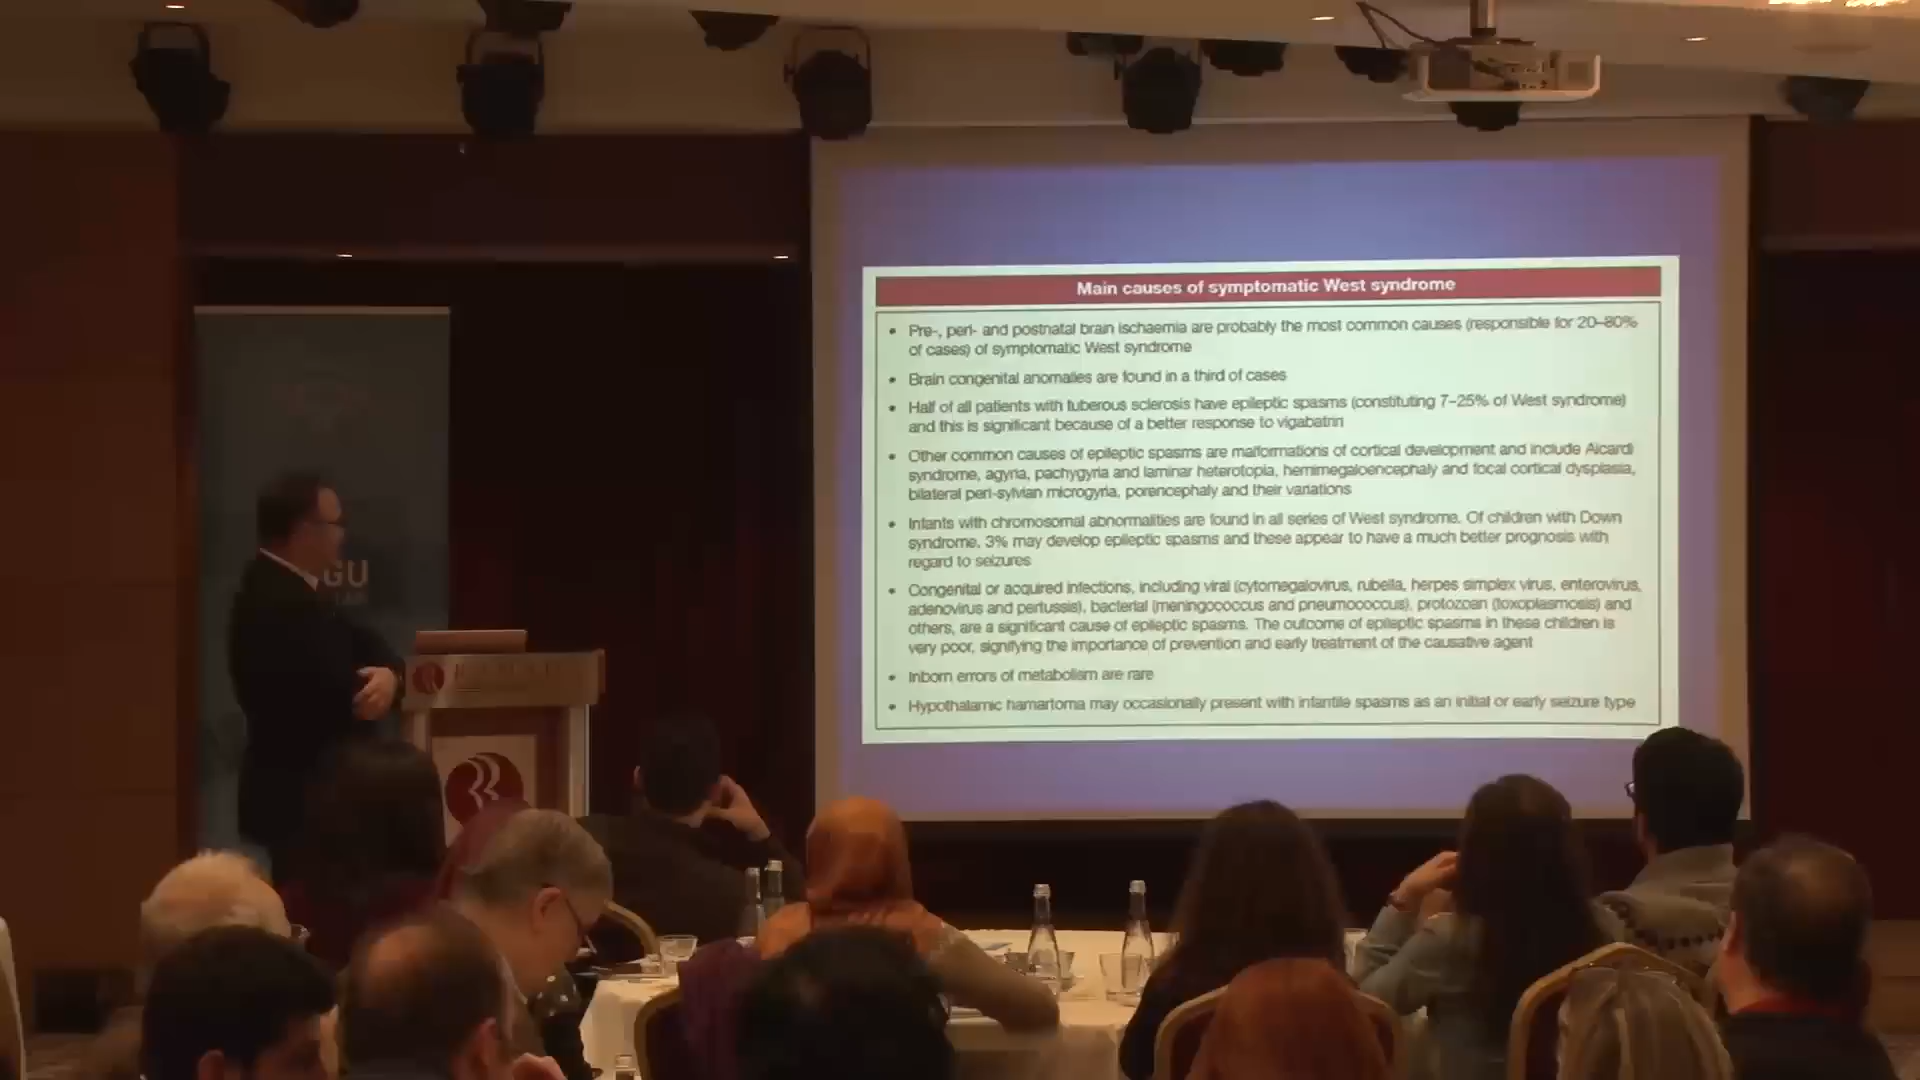 Main causes of symptomatic West syndrome
• Pre-, peri- and postnatal brain ischaemia are probably the most common causes (responsible for 20–80%
of cases) of symptomatic West syndrome
• Brain congenital anomalies are found in a third of cases
• Half of all patients with tuberous sclerosis have epileptic spasms (constituting 7–25% of West syndrome)
and this is significant because of a better response to vigabatrin
• Other common causes of epileptic spasms are malformations of cortical development and include Aicardi
syndrome, agyria, pachygyria and laminar heterotopia, hemimegaloencephaly and focal cortical dysplasia,
bilateral peri-sylvian microgyria, porencephaly and their variations
• Infants with chromosomal abnormalities are found in all series of West syndrome. Of children with Down
syndrome, 3% may develop epileptic spasms and these appear to have a much better prognosis with
regard to seizures
• Congenital or acquired infections, including viral (cytomegalovirus, rubella, herpes simplex virus, enterovirus,
adenovirus and pertussis), bacterial (meningococcus and pneumococcus), protozoan (toxoplasmosis) and
others, are a significant cause of epileptic spasms. The outcome of epileptic spasms in these children is
very poor, signifying the importance of prevention and early treatment of the causative agent
• Inborn errors of metabolism are rare
• Hypothalamic hamartoma may occasionally present with infantile spasms as an initial or early seizure type
GU